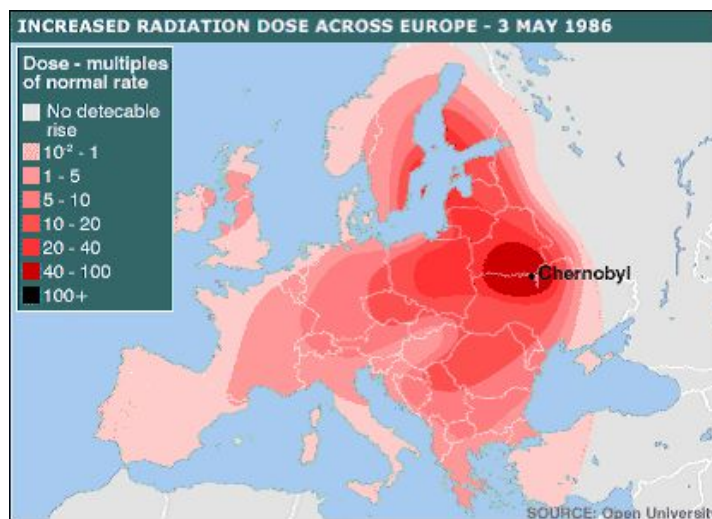 INCREASED RADIATION DOSE ACROSS EUROPE - 3 MAY 1986
Dose - multiples
of normal rate
No detecable
rise
10⁻² - 1
1 - 5
5 - 10
10 - 20
20 - 40
40 - 100
100+
Chernobyl
SOURCE: Open University